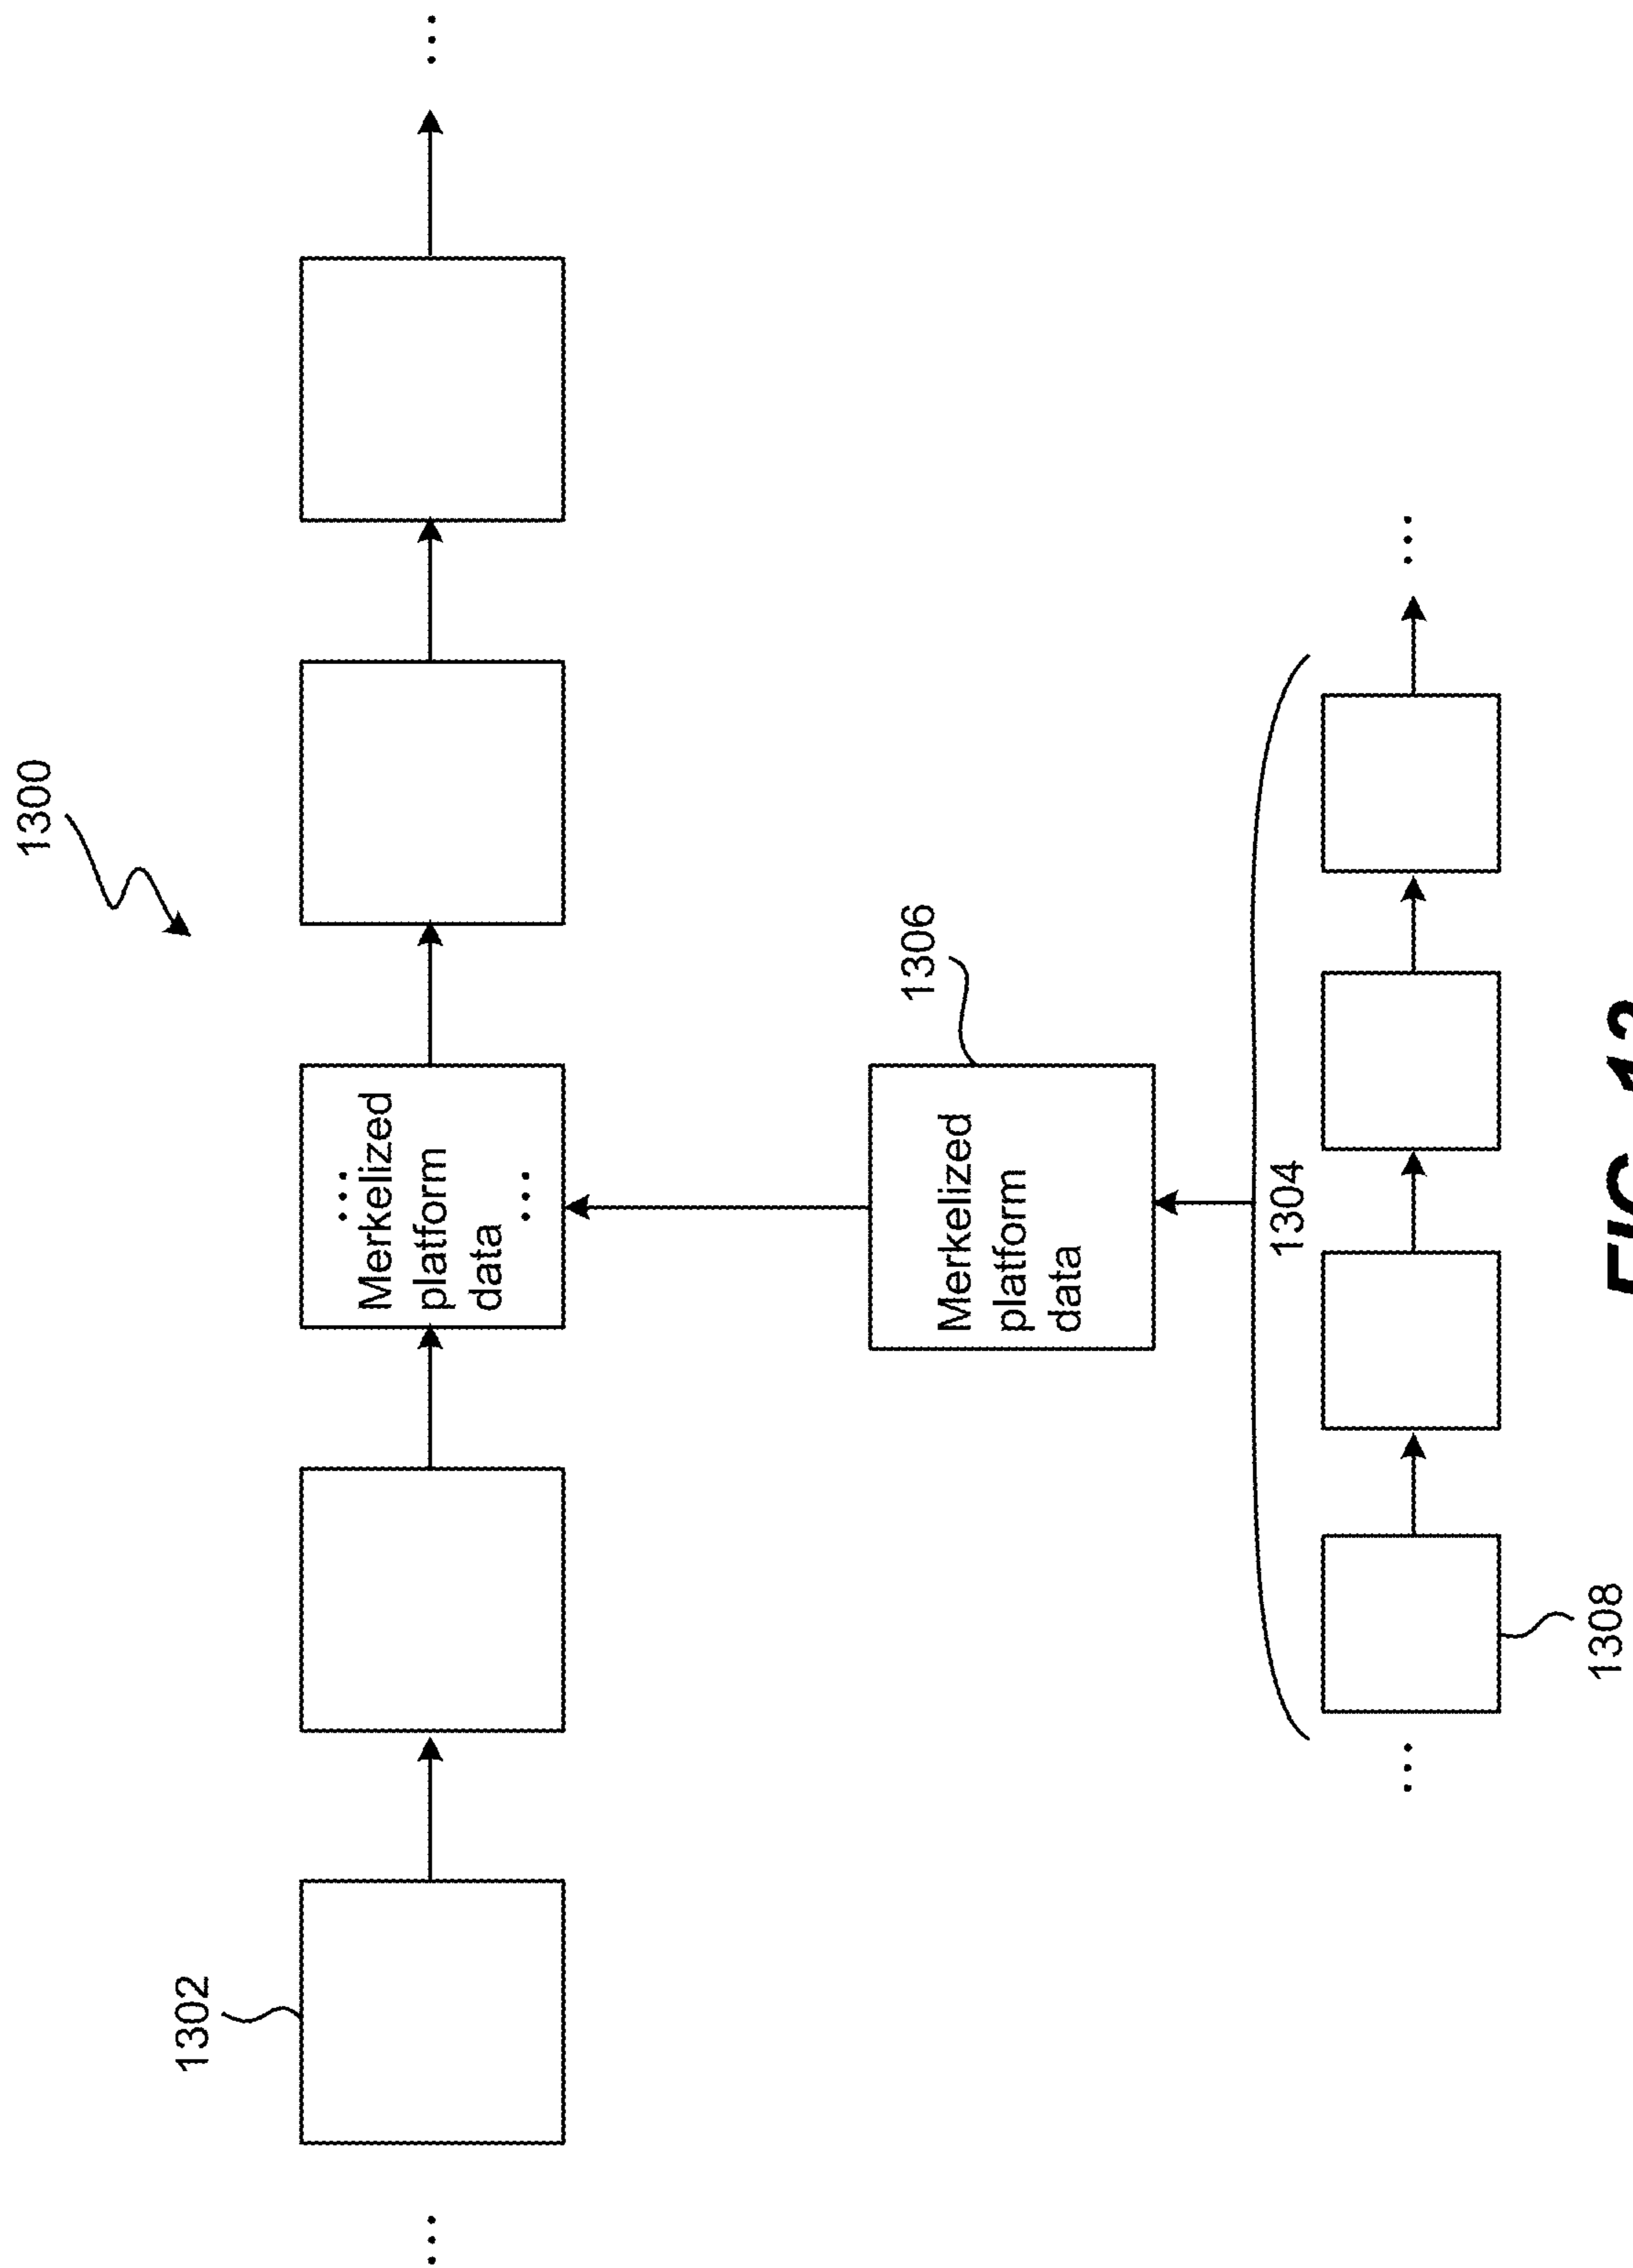 1300
1302
...
...
...
Merkelized
platform
data
...
1306
Merkelized
platform
data
1304
...
...
1308
FIG. 13